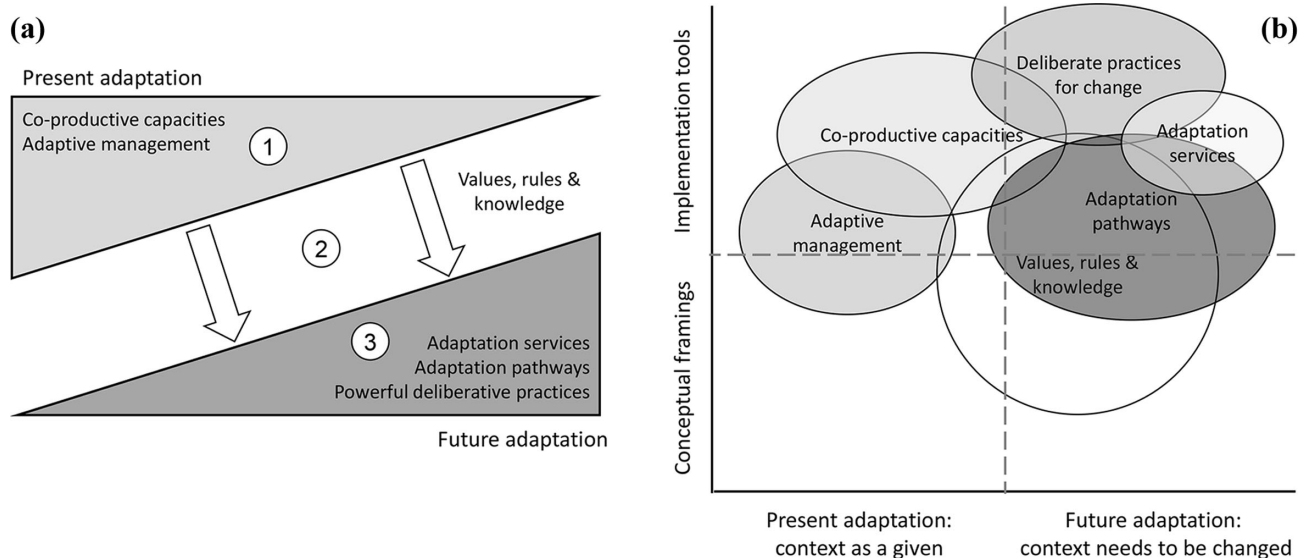 (a)
Present adaptation
Co-productive capacities
Adaptive management
1
Values, rules &
knowledge
2
3
Adaptation services
Adaptation pathways
Powerful deliberative practices
Future adaptation
(b)
Implementation tools
Conceptual framings
Deliberate practices
for change
Co-productive capacities
Adaptation
services
Adaptation
pathways
Adaptive
management
Values, rules &
knowledge
Present adaptation:
context as a given
Future adaptation:
context needs to be changed